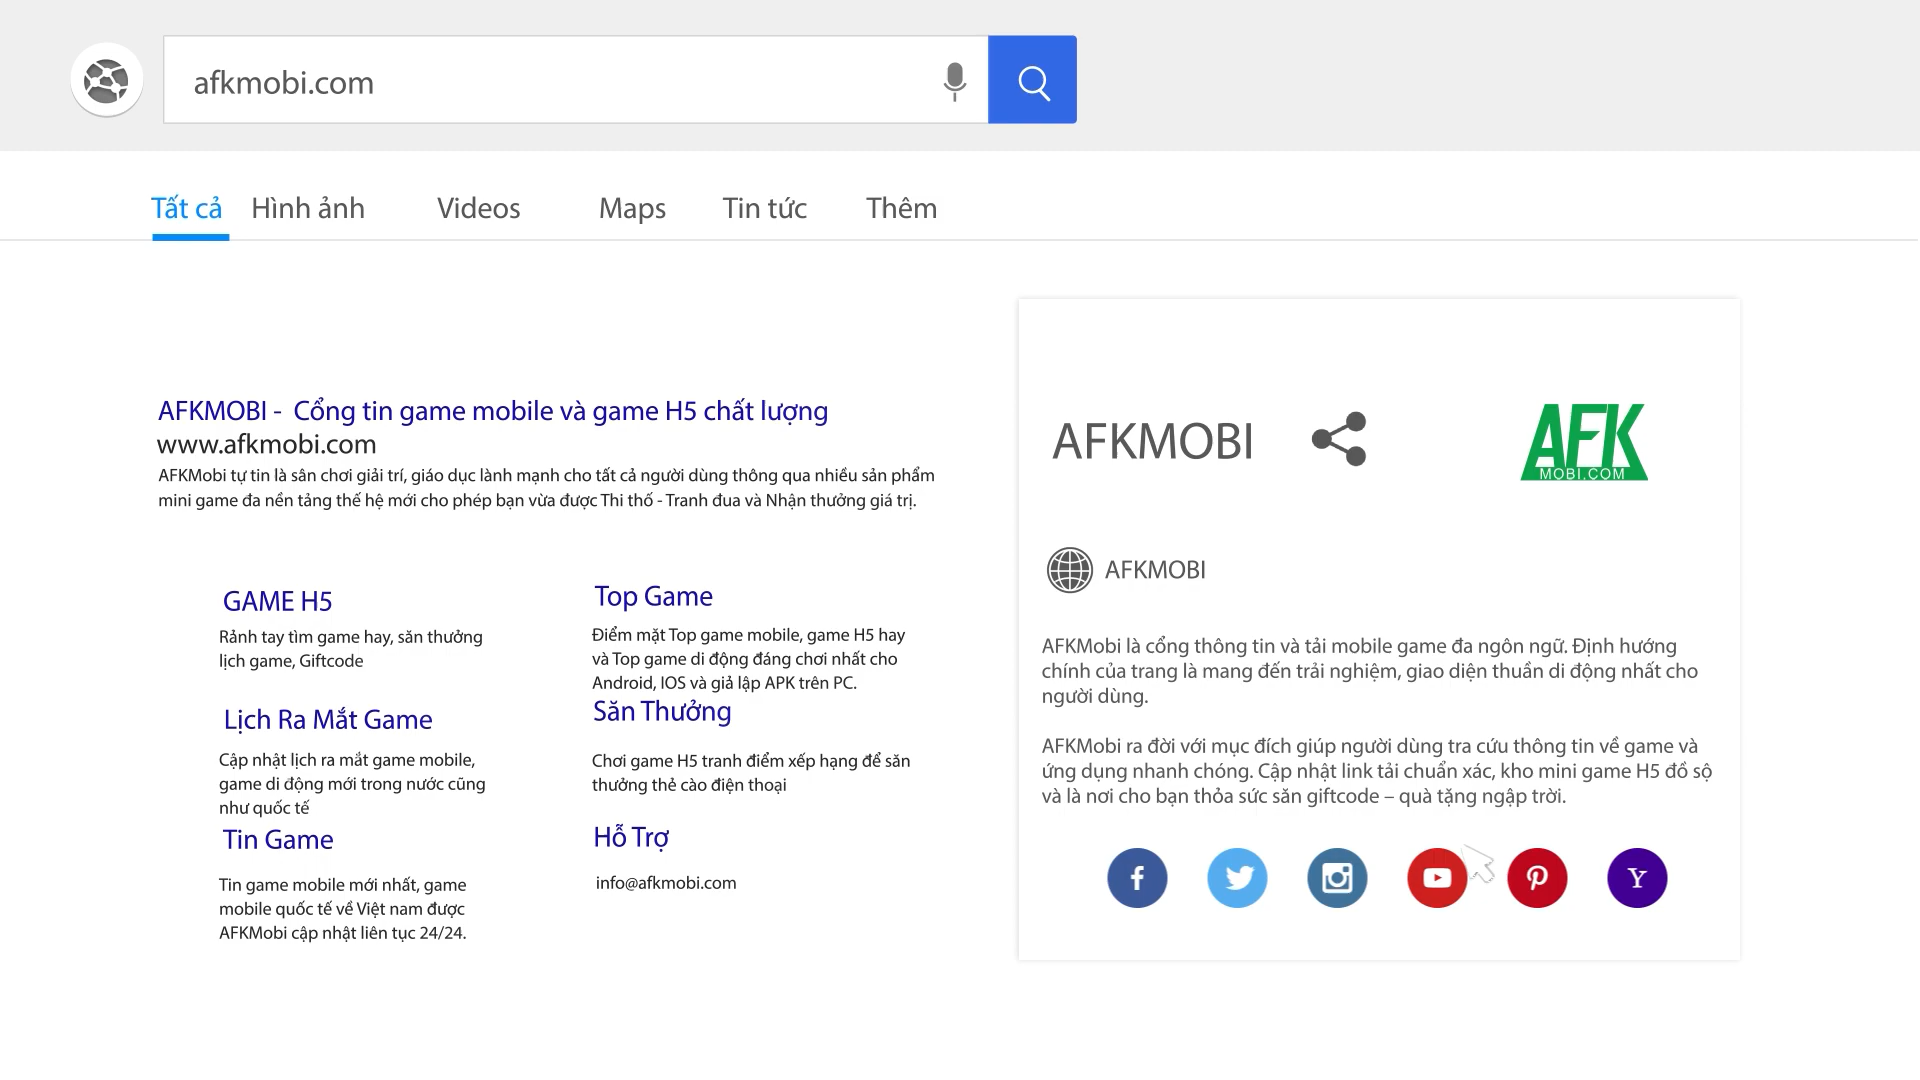 afkmobi.com
Tất cả Hình ảnh Videos Maps Tin tức Thêm
AFKMOBI - Cổng tin game mobile và game H5 chất lượng
www.afkmobi.com
AFKMobi tự tin là sân chơi giải trí, giáo dục lành mạnh cho tất cả người dùng thông qua nhiều sản phẩm
mini game đa nền tảng thế hệ mới cho phép bạn vừa được Thi thố - Tranh đua và Nhận thưởng giá trị.
GAME H5
Rảnh tay tìm game hay, săn thưởng
lịch game, Giftcode
Lịch Ra Mắt Game
Cập nhật lịch ra mắt game mobile,
game di động mới trong nước cũng
như quốc tế
Tin Game
Tin game mobile mới nhất, game
mobile quốc tế về Việt nam được
AFKMobi cập nhật liên tục 24/24.
Top Game
Điểm mặt Top game mobile, game H5 hay
và Top game di động đáng chơi nhất cho
Android, IOS và giả lập APK trên PC.
Săn Thưởng
Chơi game H5 tranh điểm xếp hạng để săn
thưởng thẻ cào điện thoại
Hỗ Trợ
info@afkmobi.com
AFKMOBI
AFK
MOBI.COM
AFKMOBI
AFKMobi là cổng thông tin và tải mobile game đa ngôn ngữ. Định hướng
chính của trang là mang đến trải nghiệm, giao diện thuần di động nhất cho
người dùng.
AFKMobi ra đời với mục đích giúp người dùng tra cứu thông tin về game và
ứng dụng nhanh chóng. Cập nhật link tải chuẩn xác, kho mini game H5 đồ sộ
và là nơi cho bạn thỏa sức săn giftcode – quà tặng ngập trời.